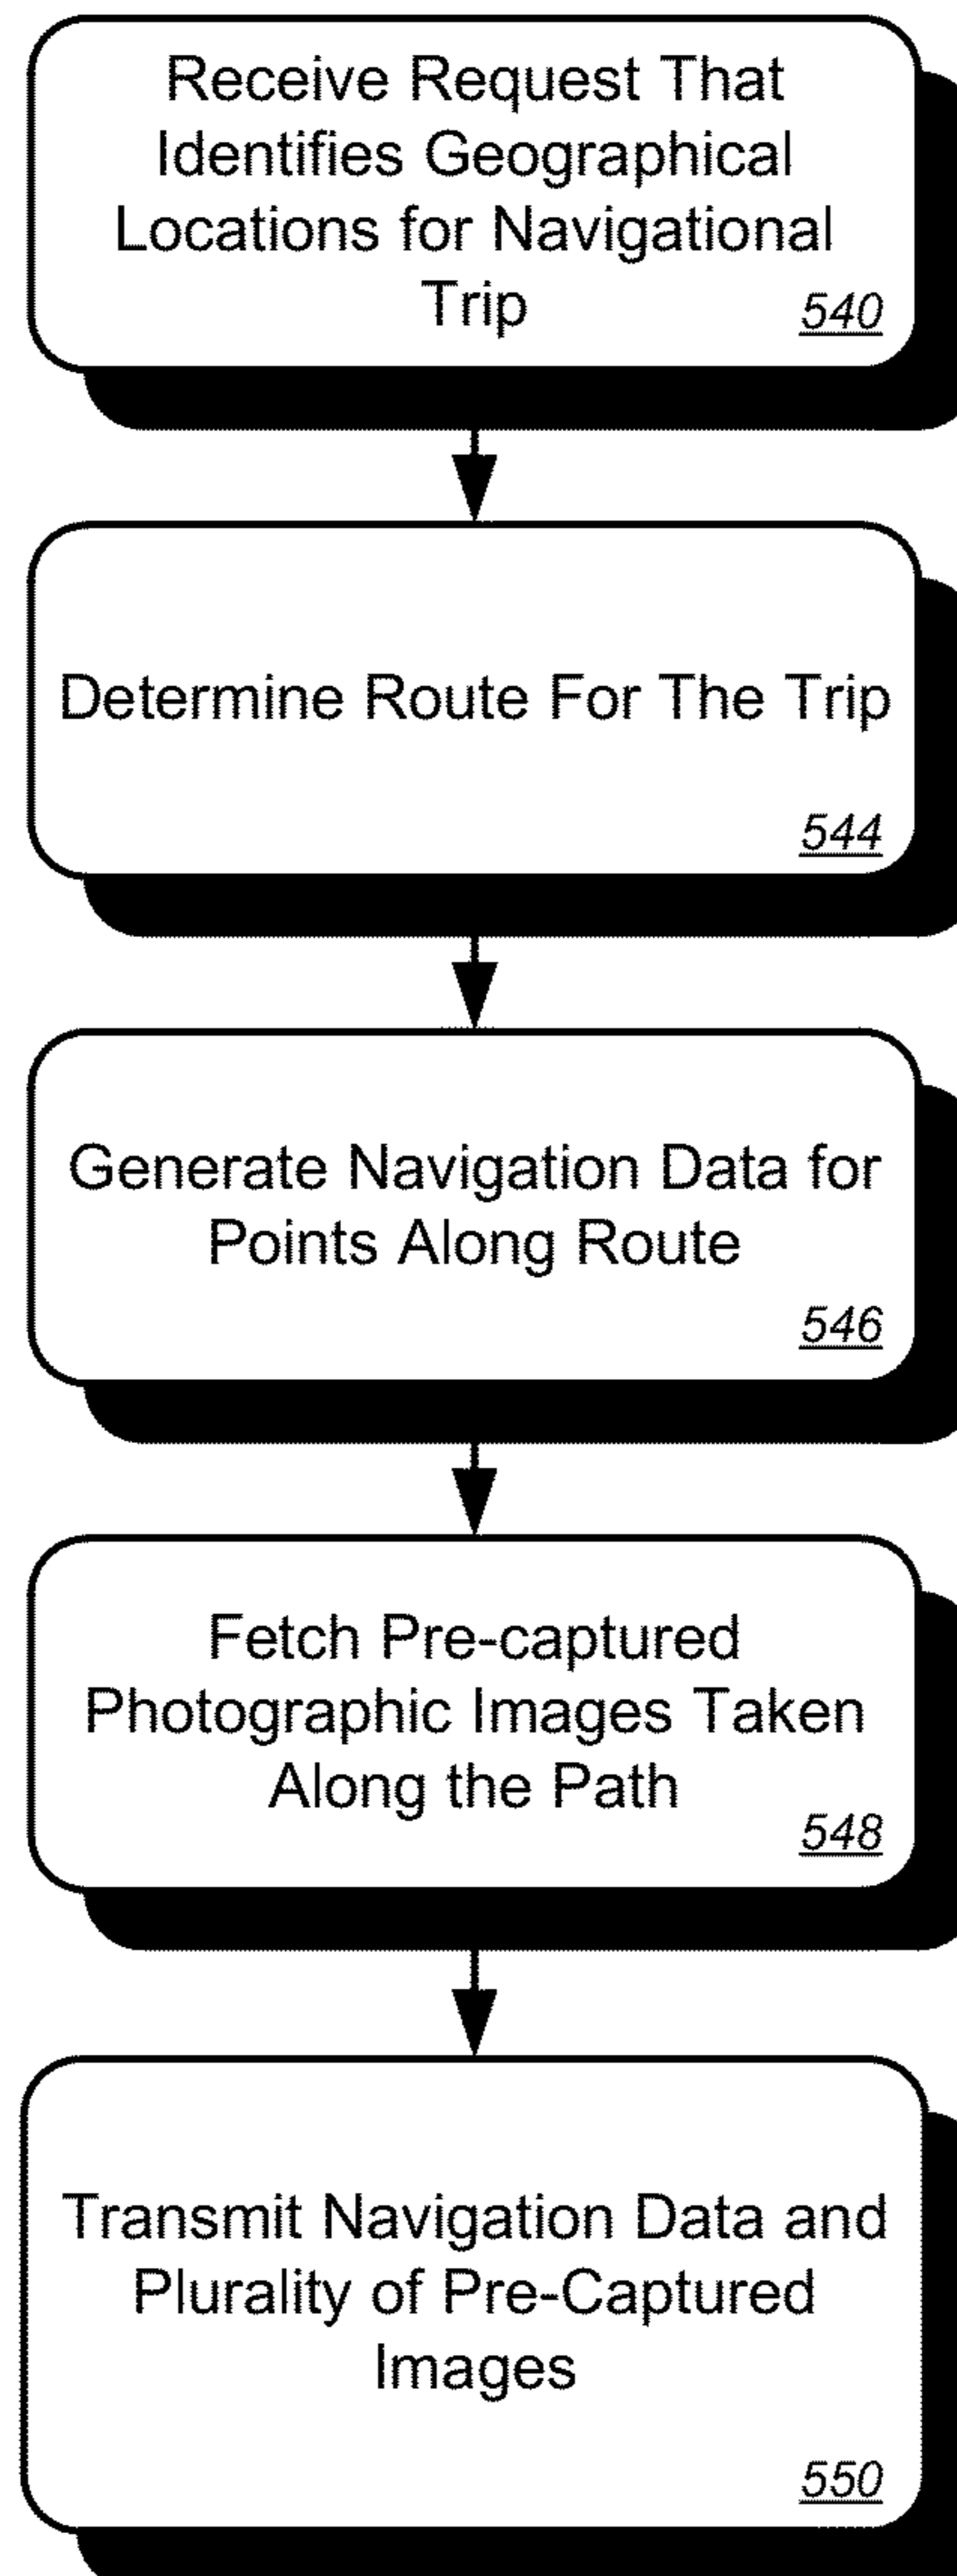 Receive Request That
Identifies Geographical
Locations for Navigational
Trip
540
Determine Route For The Trip
544
Generate Navigation Data for
Points Along Route
546
Fetch Pre-captured
Photographic Images Taken
Along the Path
548
Transmit Navigation Data and
Plurality of Pre-Captured
Images
550